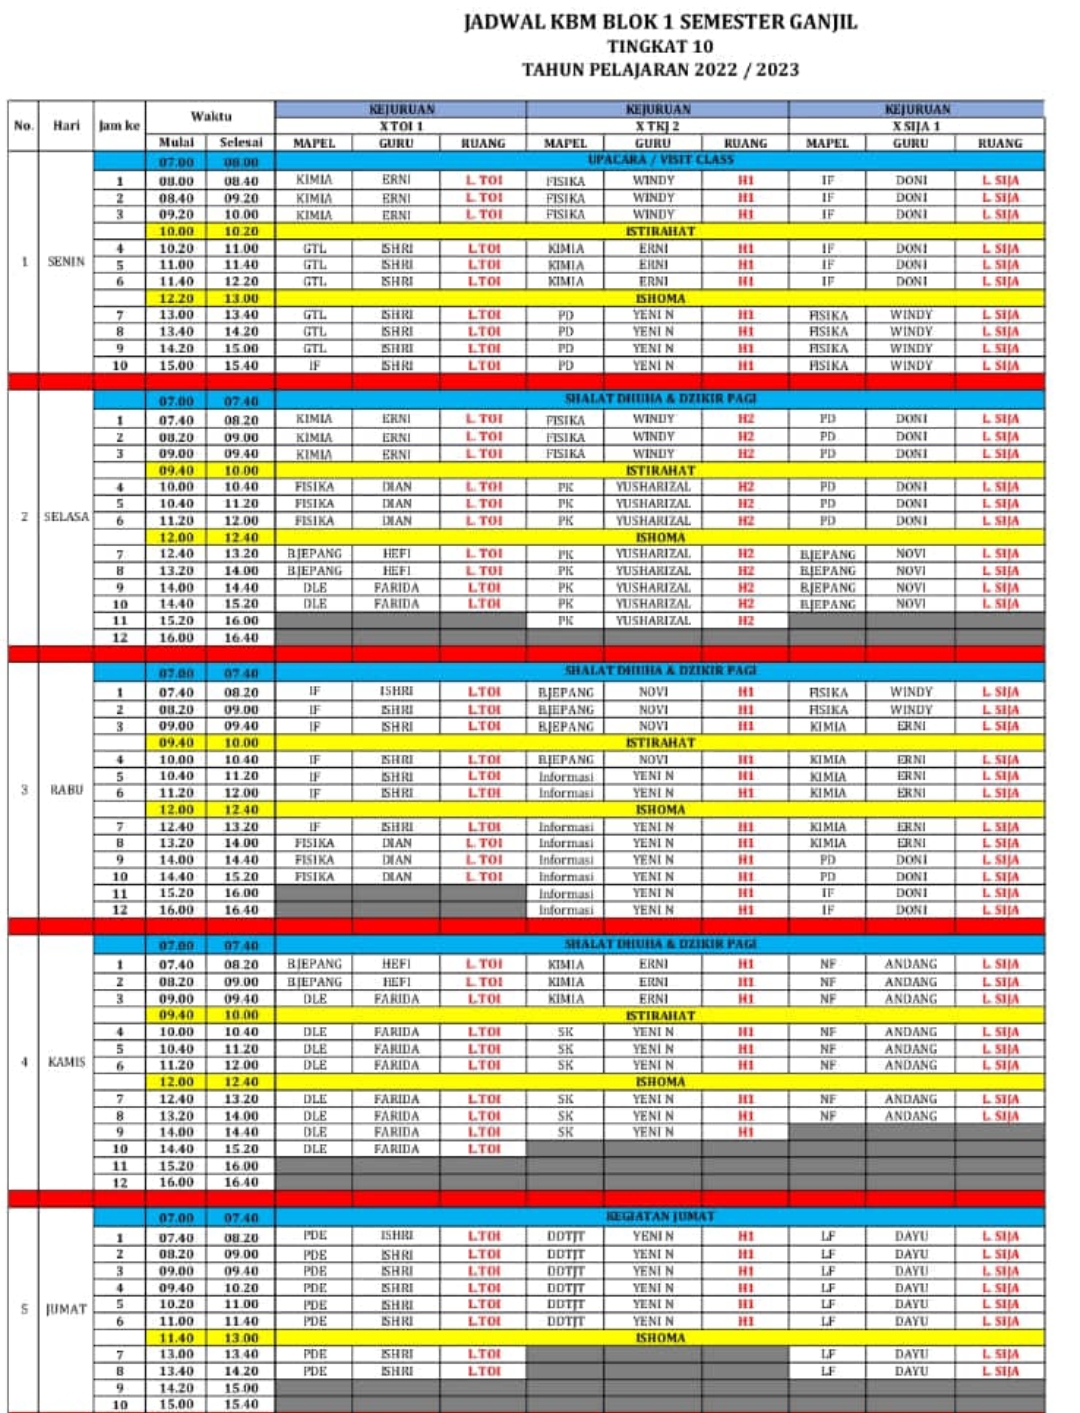 JADWAL KBM BLOK 1 SEMESTER GANJIL
TINGKAT 10
TAHUN PELAJARAN 2022 / 2023
No. Hari Jam ke Waktu KEJURUAN KEJURUAN KEJURUAN
X TOI 1 X TKJ 2 X SIJA 1
Mulai Selesai MAPEL GURU RUANG MAPEL GURU RUANG MAPEL GURU RUANG
07.00 08.00 UPACARA / VISIT CLASS
1 08.00 08.40 KIMIA ERNI L. TOI FISIKA WINDY H1 IF DONI L. SIJA
2 08.40 09.20 KIMIA ERNI L. TOI FISIKA WINDY H1 IF DONI L. SIJA
3 09.20 10.00 KIMIA ERNI L. TOI FISIKA WINDY H1 IF DONI L. SIJA
10.00 10.20 ISTIRAHAT
4 10.20 11.00 GTL ISHRI L.TOI KIMIA ERNI H1 IF DONI L. SIJA
1 SENIN 5 11.00 11.40 GTL ISHRI L.TOI KIMIA ERNI H1 IF DONI L. SIJA
6 11.40 12.20 GTL ISHRI L.TOI KIMIA ERNI H1 IF DONI L. SIJA
12.20 13.00 ISHOMA
7 13.00 13.40 GTL ISHRI L.TOI PD YENI N H1 FISIKA WINDY L. SIJA
8 13.40 14.20 GTL ISHRI L.TOI PD YENI N H1 FISIKA WINDY L. SIJA
9 14.20 15.00 GTL ISHRI L.TOI PD YENI N H1 FISIKA WINDY L. SIJA
10 15.00 15.40 IF ISHRI L.TOI PD YENI N H1 FISIKA WINDY L. SIJA
07.00 07.40 SHALAT DHUHA & DZIKIR PAGI
1 07.40 08.20 KIMIA ERNI L. TOI FISIKA WINDY H2 PD DONI L. SIJA
2 08.20 09.00 KIMIA ERNI L. TOI FISIKA WINDY H2 PD DONI L. SIJA
3 09.00 09.40 KIMIA ERNI L. TOI FISIKA WINDY H2 PD DONI L. SIJA
09.40 10.00 ISTIRAHAT
4 10.00 10.40 FISIKA DIAN L. TOI PK YUSHARIZAL H2 PD DONI L. SIJA
5 10.40 11.20 FISIKA DIAN L. TOI PK YUSHARIZAL H2 PD DONI L. SIJA
2 SELASA 6 11.20 12.00 FISIKA DIAN L. TOI PK YUSHARIZAL H2 PD DONI L. SIJA
12.00 12.40 ISHOMA
7 12.40 13.20 B.JEPANG HEFI L. TOI PK YUSHARIZAL H2 B.JEPANG NOVI L. SIJA
8 13.20 14.00 B.JEPANG HEFI L. TOI PK YUSHARIZAL H2 B.JEPANG NOVI L. SIJA
9 14.00 14.40 DLE FARIDA L.TOI PK YUSHARIZAL H2 B.JEPANG NOVI L. SIJA
10 14.40 15.20 DLE FARIDA L.TOI PK YUSHARIZAL H2 B.JEPANG NOVI L. SIJA
11 15.20 16.00 PK YUSHARIZAL H2
12 16.00 16.40
07.00 07.40 SHALAT DHUHA & DZIKIR PAGI
1 07.40 08.20 IF ISHRI L.TOI B.JEPANG NOVI H1 FISIKA WINDY L. SIJA
2 08.20 09.00 IF ISHRI L.TOI B.JEPANG NOVI H1 FISIKA WINDY L. SIJA
3 09.00 09.40 IF ISHRI L.TOI B.JEPANG NOVI H1 KIMIA ERNI L. SIJA
09.40 10.00 ISTIRAHAT
4 10.00 10.40 IF ISHRI L.TOI B.JEPANG NOVI H1 KIMIA ERNI L. SIJA
5 10.40 11.20 IF ISHRI L.TOI Informasi YENI N H1 KIMIA ERNI L. SIJA
3 RABU 6 11.20 12.00 IF ISHRI L.TOI Informasi YENI N H1 KIMIA ERNI L. SIJA
12.00 12.40 ISHOMA
7 12.40 13.20 IF ISHRI L.TOI Informasi YENI N H1 KIMIA ERNI L. SIJA
8 13.20 14.00 FISIKA DIAN L. TOI Informasi YENI N H1 KIMIA ERNI L. SIJA
9 14.00 14.40 FISIKA DIAN L. TOI Informasi YENI N H1 PD DONI L. SIJA
10 14.40 15.20 FISIKA DIAN L. TOI Informasi YENI N H1 PD DONI L. SIJA
11 15.20 16.00 Informasi YENI N H1 IF DONI L. SIJA
12 16.00 16.40 Informasi YENI N H1 IF DONI L. SIJA
07.00 07.40 SHALAT DHUHA & DZIKIR PAGI
1 07.40 08.20 B.JEPANG HEFI L. TOI KIMIA ERNI H1 NF ANDANG L. SIJA
2 08.20 09.00 B.JEPANG HEFI L. TOI KIMIA ERNI H1 NF ANDANG L. SIJA
3 09.00 09.40 DLE FARIDA L.TOI KIMIA ERNI H1 NF ANDANG L. SIJA
09.40 10.00 ISTIRAHAT
4 10.00 10.40 DLE FARIDA L.TOI SK YENI N H1 NF ANDANG L. SIJA
5 10.40 11.20 DLE FARIDA L.TOI SK YENI N H1 NF ANDANG L. SIJA
4 KAMIS 6 11.20 12.00 DLE FARIDA L.TOI SK YENI N H1 NF ANDANG L. SIJA
12.00 12.40 ISHOMA
7 12.40 13.20 DLE FARIDA L.TOI SK YENI N H1 NF ANDANG L. SIJA
8 13.20 14.00 DLE FARIDA L.TOI SK YENI N H1 NF ANDANG L. SIJA
9 14.00 14.40 DLE FARIDA L.TOI SK YENI N H1
10 14.40 15.20 DLE FARIDA L.TOI
11 15.20 16.00
12 16.00 16.40
07.00 07.40 KEGIATAN JUMAT
1 07.40 08.20 PDE ISHRI L.TOI DDTJT YENI N H1 LF DAYU L. SIJA
2 08.20 09.00 PDE ISHRI L.TOI DDTJT YENI N H1 LF DAYU L. SIJA
3 09.00 09.40 PDE ISHRI L.TOI DDTJT YENI N H1 LF DAYU L. SIJA
4 09.40 10.20 PDE ISHRI L.TOI DDTJT YENI N H1 LF DAYU L. SIJA
5 JUMAT 5 10.20 11.00 PDE ISHRI L.TOI DDTJT YENI N H1 LF DAYU L. SIJA
6 11.00 11.40 PDE ISHRI L.TOI DDTJT YENI N H1 LF DAYU L. SIJA
11.40 13.00 ISHOMA
7 13.00 13.40 PDE ISHRI L.TOI LF DAYU L. SIJA
8 13.40 14.20 PDE ISHRI L.TOI LF DAYU L. SIJA
9 14.20 15.00
10 15.00 15.40